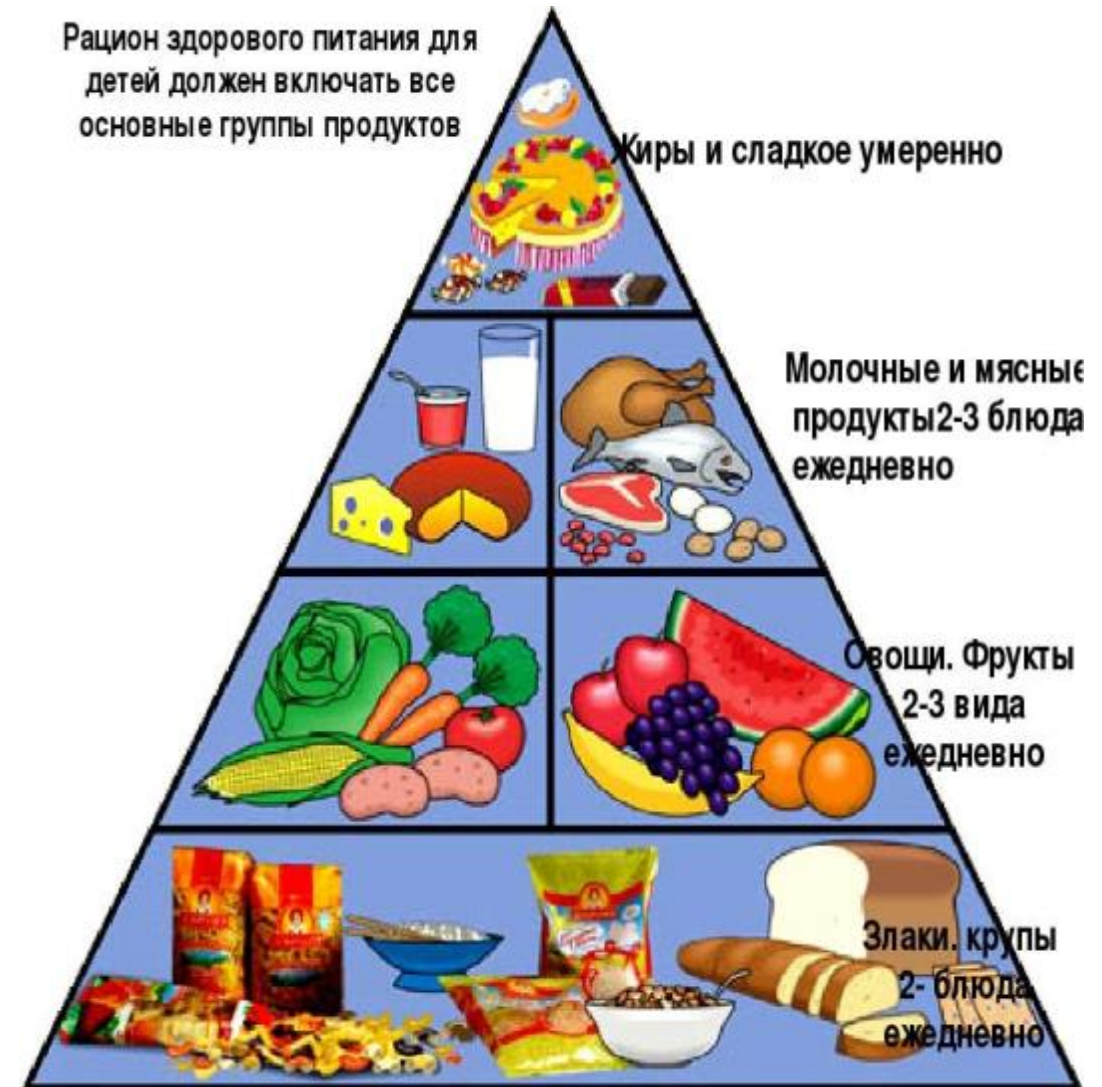 Рацион здорового питания для
детей должен включать все
основные группы продуктов
Жиры и сладкое умеренно
Молочные и мясные
продукты2-3 блюда
ежедневно
Овощи. Фрукты
2-3 вида
ежедневно
Злаки. крупы
2- блюда
ежедневно